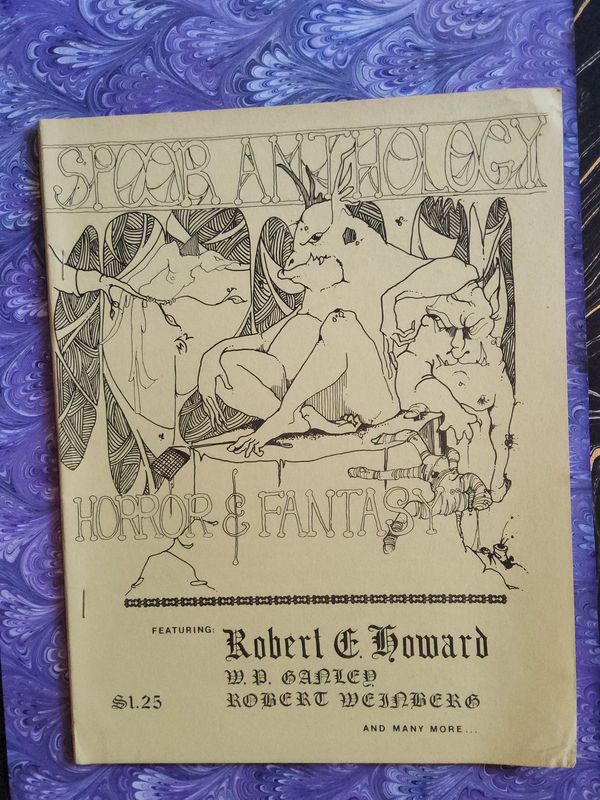 SPOOR ANTHOLOGY
HORROR & FANTASY
FEATURING: Robert E. Howard
W. P. GANLEY
$1.25 ROBERT WEINBERG
AND MANY MORE...